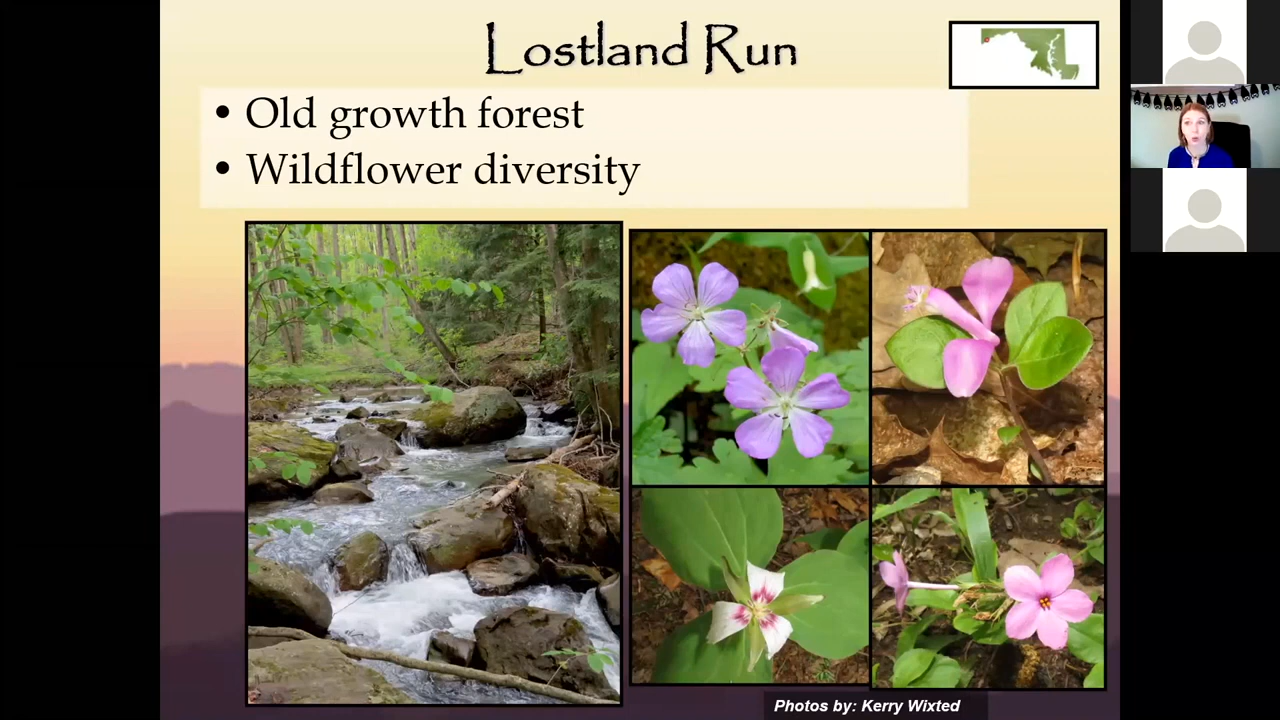 Lostland Run
• Old growth forest
• Wildflower diversity
Photos by: Kerry Wixted